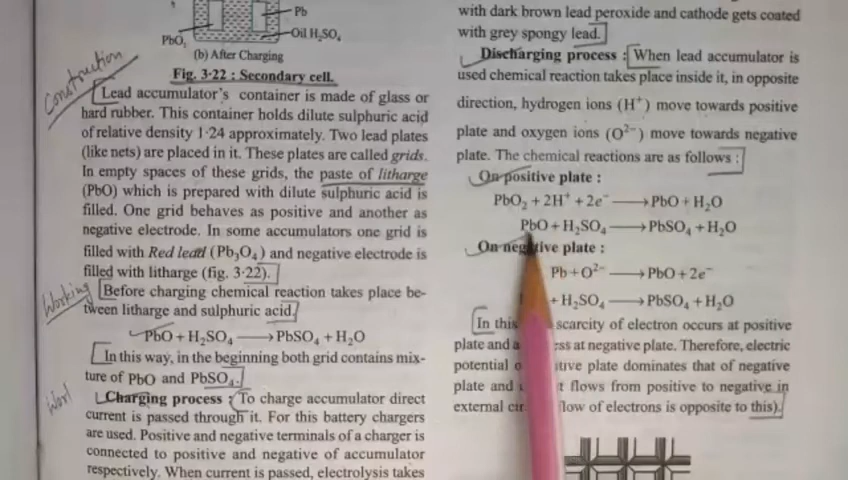 Pb
PbO2
Oil H2SO4
(b) After Charging
Fig. 3·22 : Secondary cell.
Construction
Lead accumulator's container is made of glass or
hard rubber. This container holds dilute sulphuric acid
of relative density 1·24 approximately. Two lead plates
(like nets) are placed in it. These plates are called grids.
In empty spaces of these grids, the paste of litharge
(PbO) which is prepared with dilute sulphuric acid is
filled. One grid behaves as positive and another as
negative electrode. In some accumulators one grid is
filled with Red lead (Pb3O4) and negative electrode is
filled with litharge (fig. 3·22).
Working
Before charging chemical reaction takes place be-
tween litharge and sulphuric acid.
PbO + H2SO4 ⟶ PbSO4 + H2O
In this way, in the beginning both grid contains mix-
ture of PbO and PbSO4.
Charging process : To charge accumulator direct
current is passed through it. For this battery chargers
are used. Positive and negative terminals of a charger is
connected to positive and negative of accumulator
respectively. When current is passed, electrolysis takes
with dark brown lead peroxide and cathode gets coated
with grey spongy lead.
Discharging process : When lead accumulator is
used chemical reaction takes place inside it, in opposite
direction, hydrogen ions (H⁺) move towards positive
plate and oxygen ions (O²⁻) move towards negative
plate. The chemical reactions are as follows :
On positive plate :
PbO2 + 2H⁺ + 2e⁻ ⟶ PbO + H2O
PbO + H2SO4 ⟶ PbSO4 + H2O
On negative plate :
Pb + O²⁻ ⟶ PbO + 2e⁻
+ H2SO4 ⟶ PbSO4 + H2O
In this scarcity of electron occurs at positive
plate and at negative plate. Therefore, electric
potential plate dominates that of negative
plate and flows from positive to negative in
external flow of electrons is opposite to this).